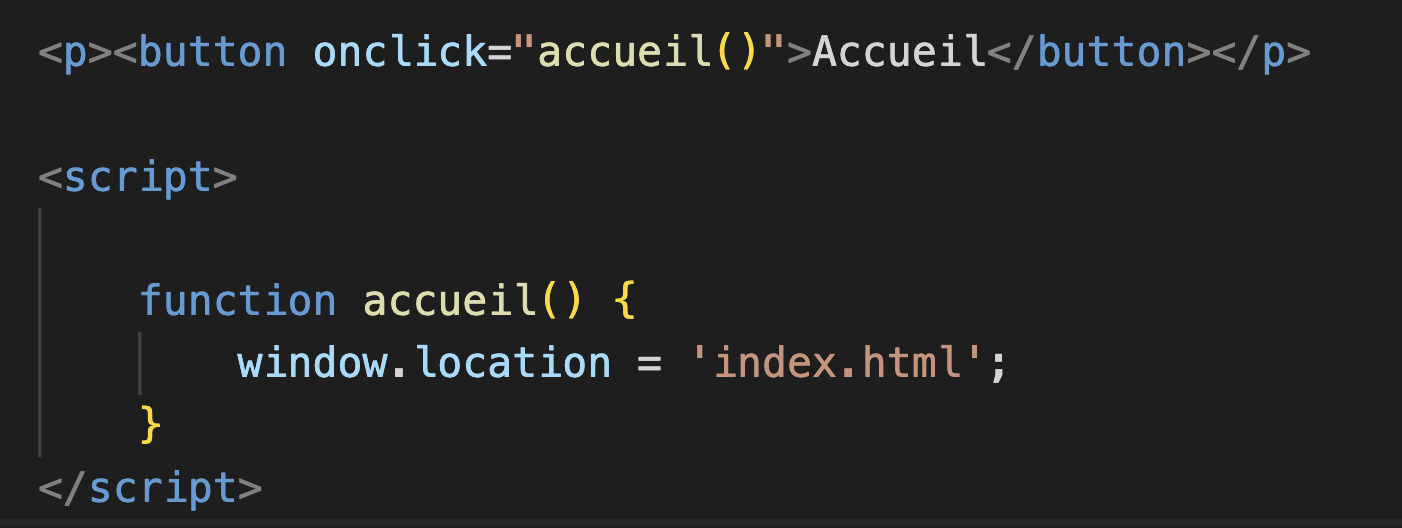 <p><button onclick="accueil()">Accueil</button></p>
<script>
function accueil() {
window.location = 'index.html';
}
</script>